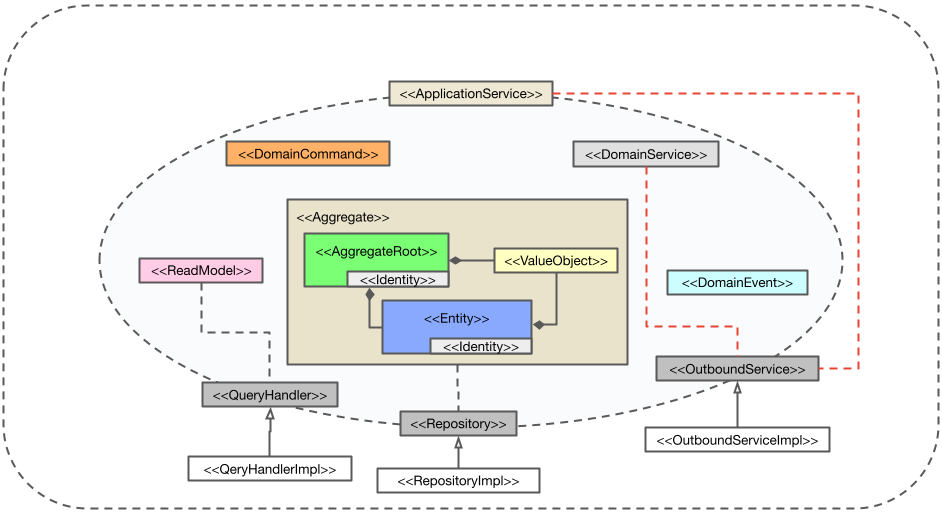 <<ApplicationService>>
<<DomainCommand>>
<<DomainService>>
<<Aggregate>>
<<AggregateRoot>>
<<Identity>>
<<ValueObject>>
<<ReadModel>>
<<DomainEvent>>
<<Entity>>
<<Identity>>
<<OutboundService>>
<<QueryHandler>>
<<Repository>>
<<OutboundServiceImpl>>
<<QeryHandlerImpl>>
<<RepositoryImpl>>